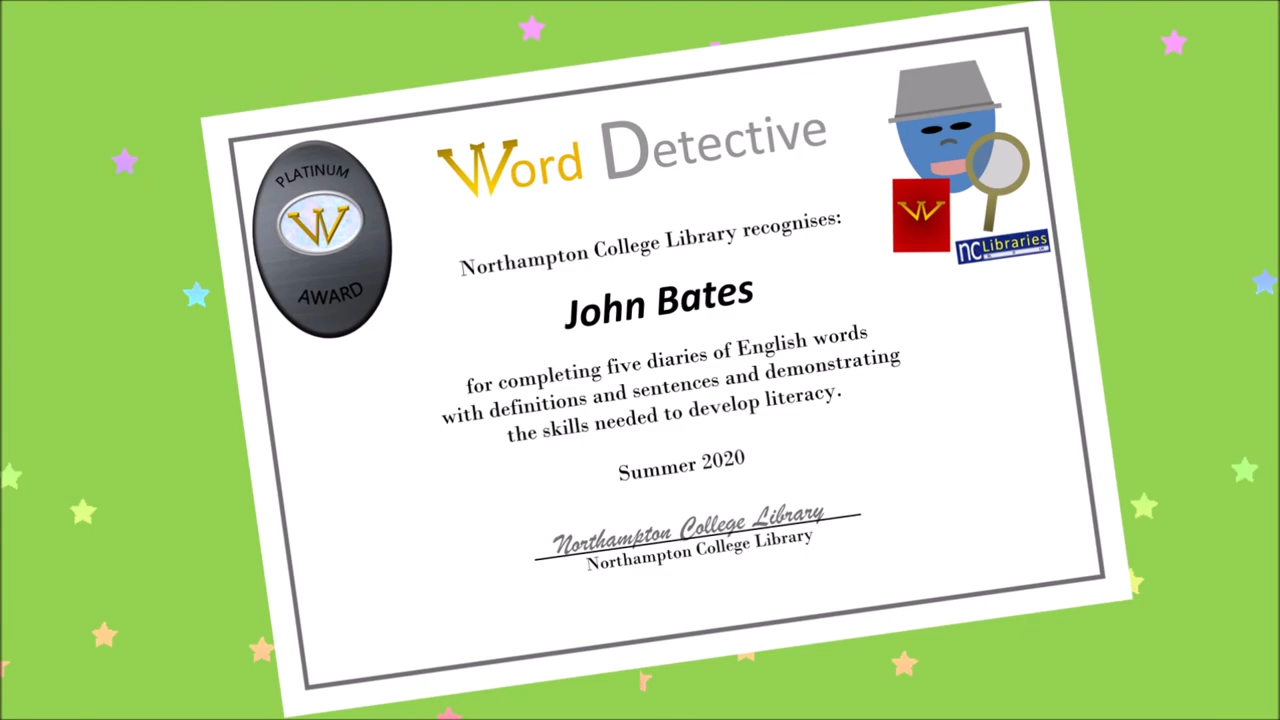 PLATINUM
W
AWARD
Word Detective
W
ncLibraries
Northampton College Library recognises:
John Bates
for completing five diaries of English words
with definitions and sentences and demonstrating
the skills needed to develop literacy.
Summer 2020
Northampton College Library
Northampton College Library